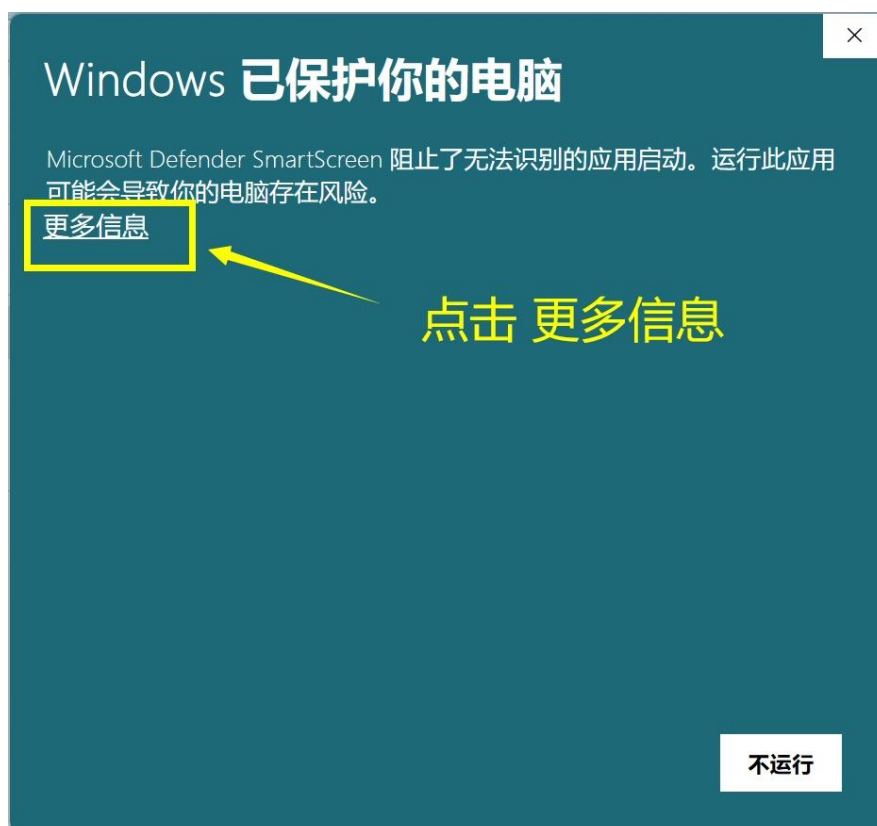 Windows 已保护你的电脑
Microsoft Defender SmartScreen 阻止了无法识别的应用启动。运行此应用
可能会导致你的电脑存在风险。
更多信息
点击 更多信息
不运行